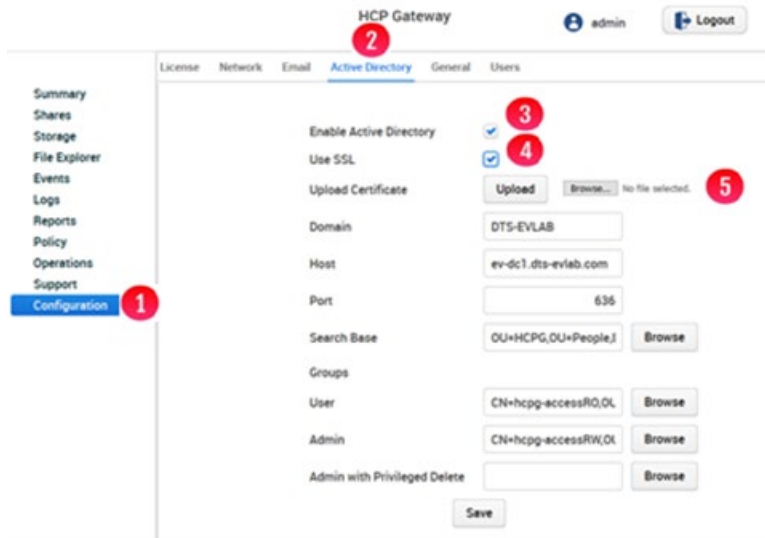 HCP Gateway
admin
Logout
2
License Network Email Active Directory General Users
Summary
Shares
Storage
File Explorer
Events
Logs
Reports
Policy
Operations
Support
Configuration
1
Enable Active Directory
3
Use SSL
4
Upload Certificate Upload Browse... No file selected.
5
Domain DTS-EVLAB
Host ev-dc1.dts-evlab.com
Port 636
Search Base OU=HCPG,OU=People,I Browse
Groups
User CN=hcpg-accessRO,OL Browse
Admin CN=hcpg-accessRW,OU Browse
Admin with Privileged Delete Browse
Save